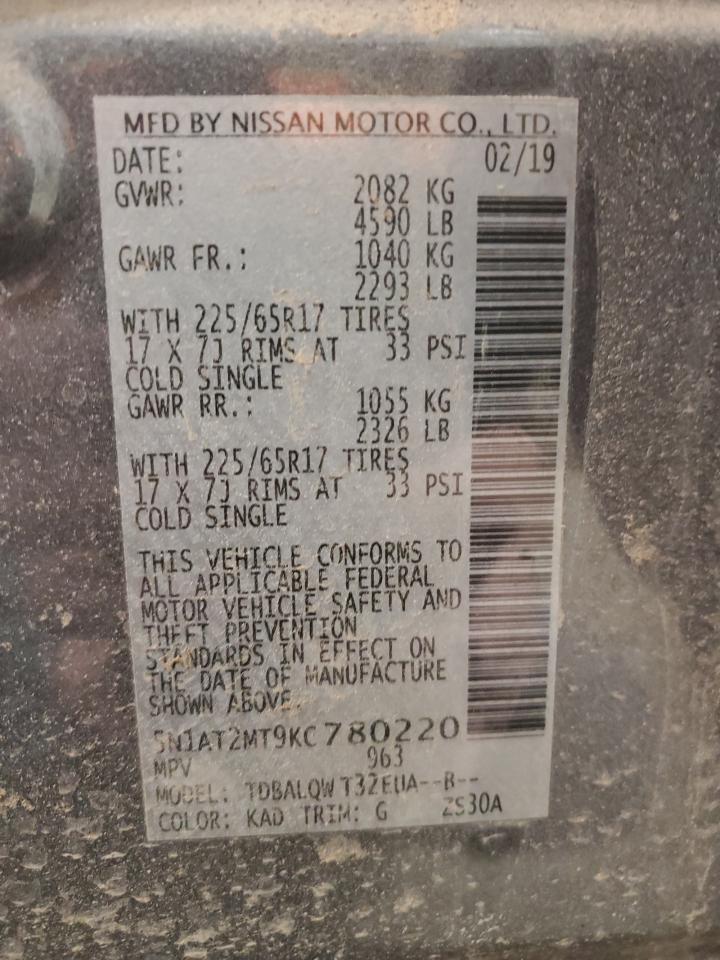 MFD BY NISSAN MOTOR CO., LTD.
DATE: 02/19
GVWR: 2082 KG
4590 LB
GAWR FR.: 1040 KG
2293 LB
WITH 225/65R17 TIRES
17 X 7J RIMS AT 33 PSI
COLD SINGLE
GAWR RR.: 1055 KG
2326 LB
WITH 225/65R17 TIRES
17 X 7J RIMS AT 33 PSI
COLD SINGLE
THIS VEHICLE CONFORMS TO
ALL APPLICABLE FEDERAL
MOTOR VEHICLE SAFETY AND
THEFT PREVENTION
STANDARDS IN EFFECT ON
THE DATE OF MANUFACTURE
SHOWN ABOVE.
5N1AT2MT9KC780220
MPV 963
MODEL: TDBALQWT32EUA--B--
COLOR: KAD TRIM: G ZS30A